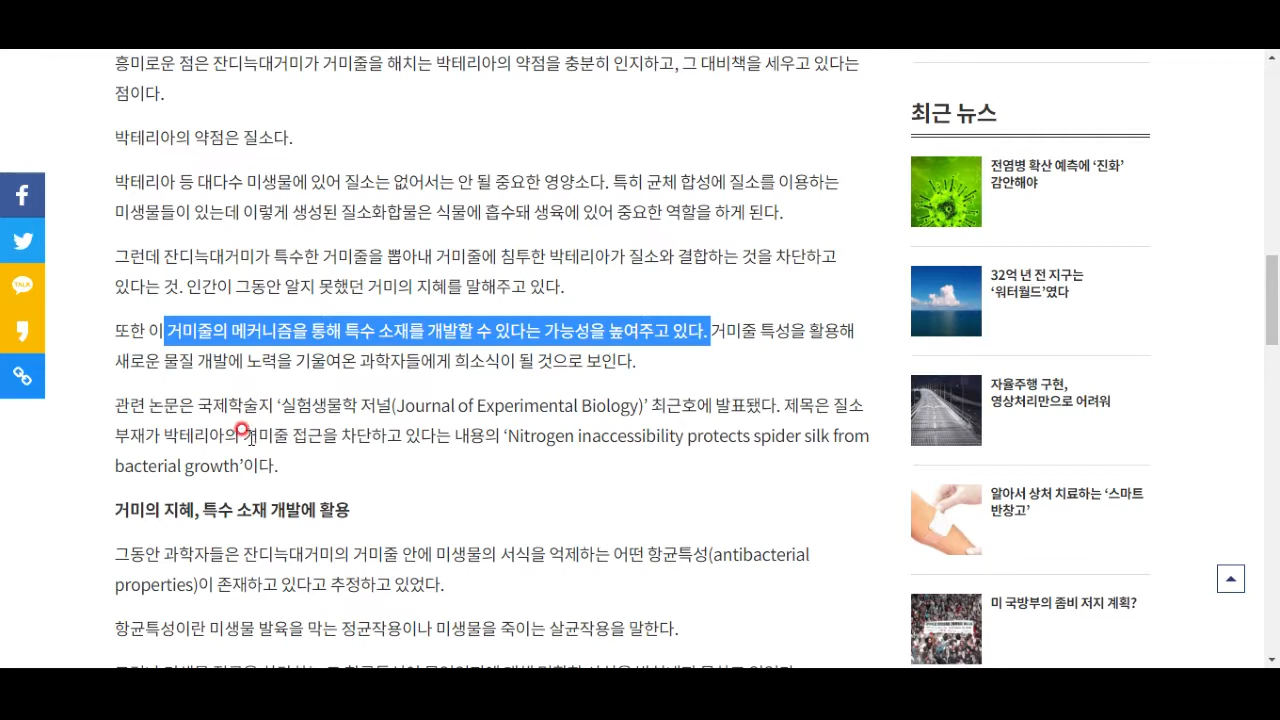 흥미로운 점은 잔디늑대거미가 거미줄을 해치는 박테리아의 약점을 충분히 인지하고, 그 대비책을 세우고 있다는
점이다.
박테리아의 약점은 질소다.
박테리아 등 대다수 미생물에 있어 질소는 없어서는 안 될 중요한 영양소다. 특히 균체 합성에 질소를 이용하는
미생물들이 있는데 이렇게 생성된 질소화합물은 식물에 흡수돼 생육에 있어 중요한 역할을 하게 된다.
그런데 잔디늑대거미가 특수한 거미줄을 뽑아내 거미줄에 침투한 박테리아가 질소와 결합하는 것을 차단하고
있다는 것. 인간이 그동안 알지 못했던 거미의 지혜를 말해주고 있다.
또한 이 거미줄의 메커니즘을 통해 특수 소재를 개발할 수 있다는 가능성을 높여주고 있다. 거미줄 특성을 활용해
새로운 물질 개발에 노력을 기울여온 과학자들에게 희소식이 될 것으로 보인다.
관련 논문은 국제학술지 ‘실험생물학 저널(Journal of Experimental Biology)’ 최근호에 발표됐다. 제목은 질소
부재가 박테리아의 거미줄 접근을 차단하고 있다는 내용의 ‘Nitrogen inaccessibility protects spider silk from
bacterial growth’이다.
거미의 지혜, 특수 소재 개발에 활용
그동안 과학자들은 잔디늑대거미의 거미줄 안에 미생물의 서식을 억제하는 어떤 항균특성(antibacterial
properties)이 존재하고 있다고 추정하고 있었다.
항균특성이란 미생물 발육을 막는 정균작용이나 미생물을 죽이는 살균작용을 말한다.
최근 뉴스
전염병 확산 예측에 ‘진화’
감안해야
32억 년 전 지구는
‘워터월드’였다
자율주행 구현,
영상처리만으로 어려워
알아서 상처 치료하는 ‘스마트
반창고’
미 국방부의 좀비 저지 계획?
TALK